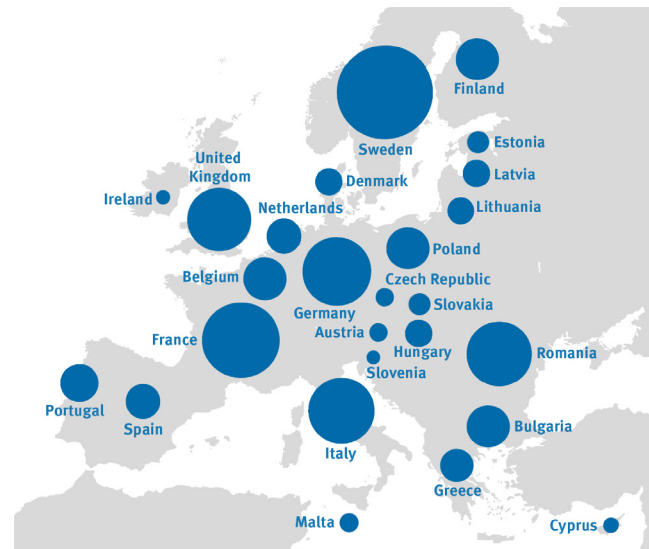 Finland
Sweden
Estonia
United
Kingdom
Latvia
Denmark
Ireland
Netherlands
Lithuania
Poland
Belgium
Czech Republic
Germany
Slovakia
France
Austria
Hungary
Romania
Slovenia
Portugal
Spain
Bulgaria
Italy
Greece
Malta
Cyprus